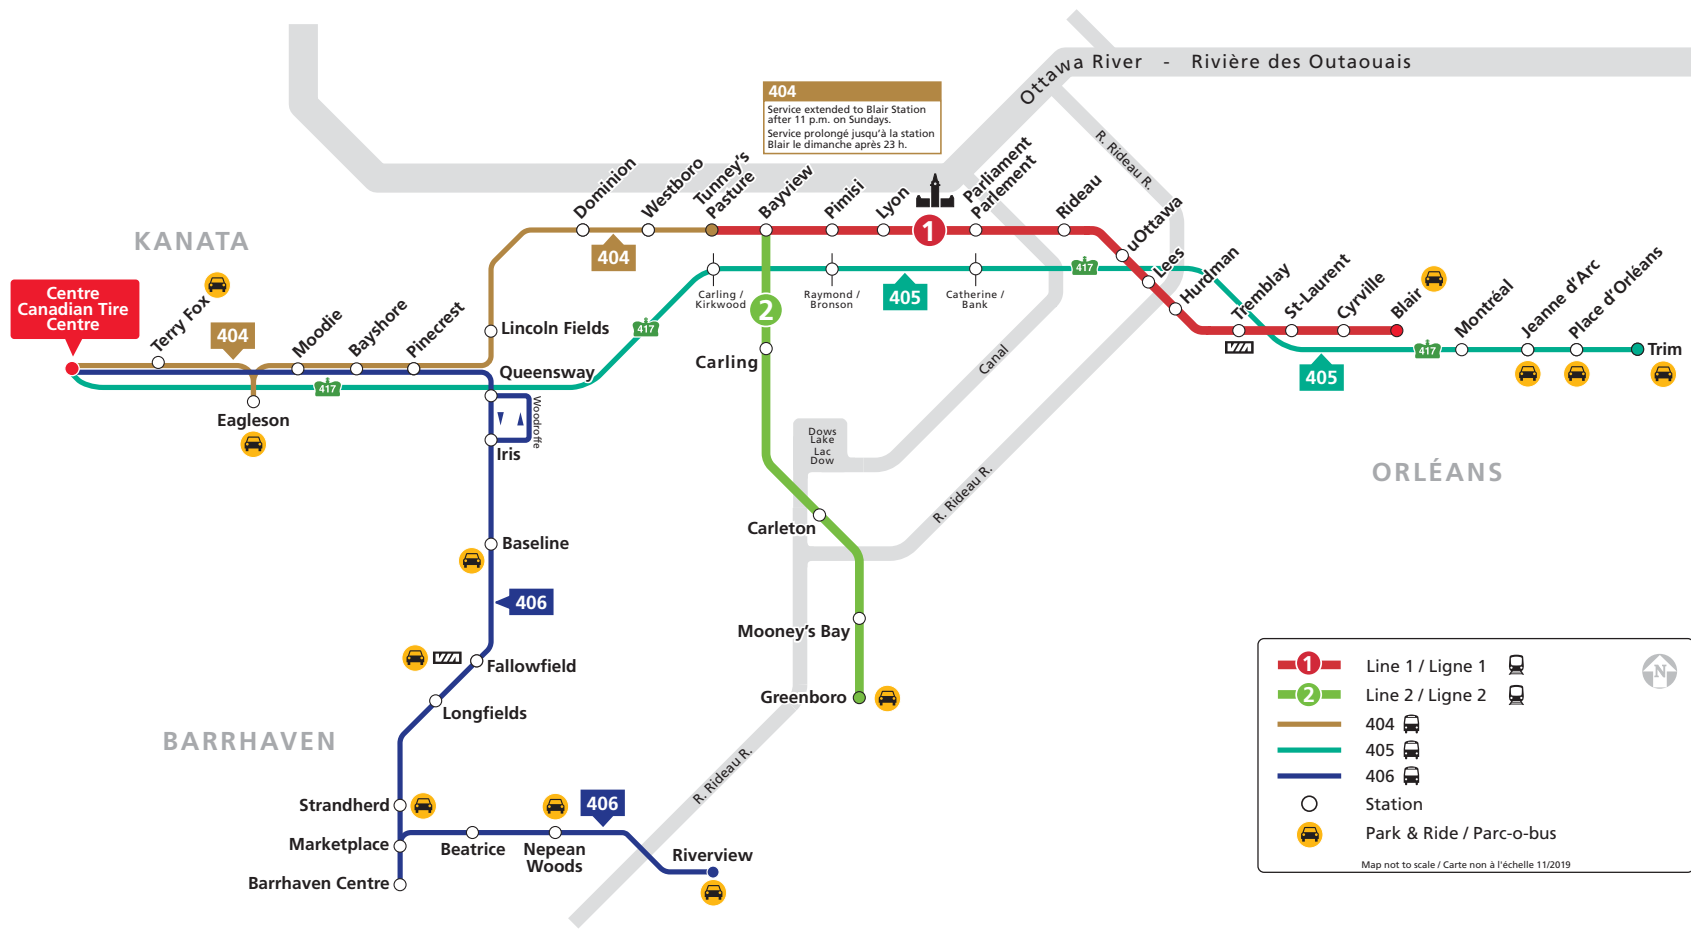 Ottawa River - Rivière des Outaouais
404
Service extended to Blair Station
after 11 p.m. on Sundays.
Service prolongé jusqu'à la station
Blair le dimanche après 23 h.
R. Rideau R.
KANATA
Dominion
Westboro
Tunney's
Pasture
Bayview
Pimisi
Lyon
1
Parliament
Parlement
Rideau
uOttawa
Lees
Hurdman
Tremblay
St-Laurent
Cyrville
Blair
Montréal
Jeanne d'Arc
Place d'Orléans
Trim
404
417
405
Carling /
Kirkwood
Raymond /
Bronson
Catherine /
Bank
Centre
Canadian Tire
Centre
Terry Fox
404
Moodie
Bayshore
Pinecrest
Lincoln Fields
417
2
Carling
Canal
417
405
Queensway
417
Eagleson
Woodroffe
Iris
Dows
Lake
Lac
Dow
ORLÉANS
R. Rideau R.
Carleton
Baseline
406
Mooney's Bay
Fallowfield
Greenboro
Longfields
BARRHAVEN
R. Rideau R.
Strandherd
406
Marketplace
Beatrice
Nepean
Woods
Riverview
Barrhaven Centre
1 Line 1 / Ligne 1
N
2 Line 2 / Ligne 2
404
405
406
Station
Park & Ride / Parc-o-bus
Map not to scale / Carte non à l'échelle 11/2019